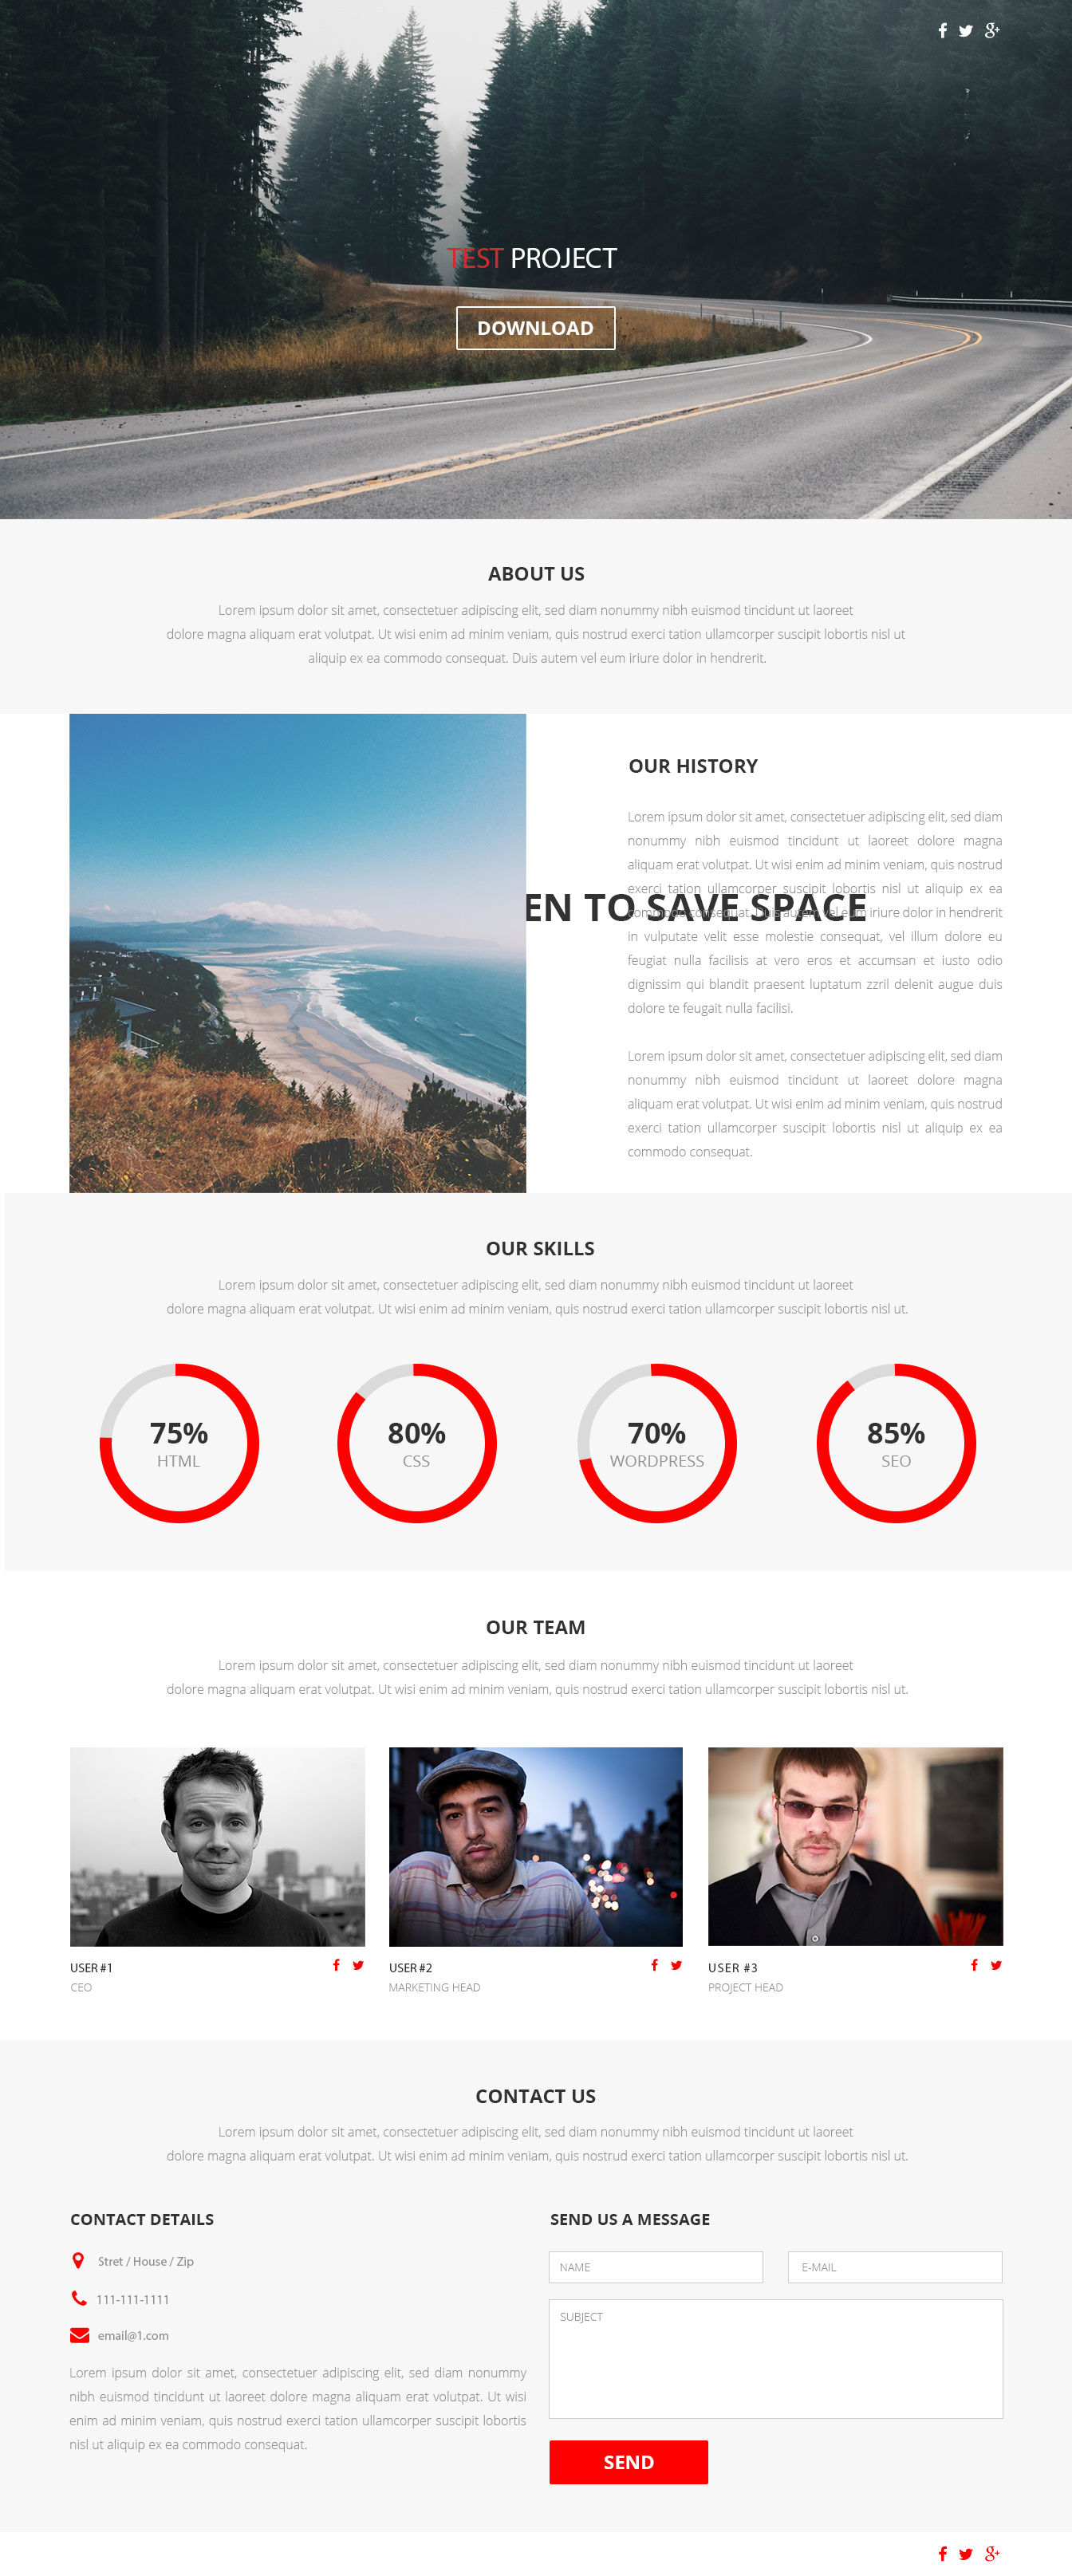 TEST PROJECT
DOWNLOAD
ABOUT US
Lorem ipsum dolor sit amet, consectetuer adipiscing elit, sed diam nonummy nibh euismod tincidunt ut laoreet
dolore magna aliquam erat volutpat. Ut wisi enim ad minim veniam, quis nostrud exerci tation ullamcorper suscipit lobortis nisl ut
aliquip ex ea commodo consequat. Duis autem vel eum iriure dolor in hendrerit.
OUR HISTORY
Lorem ipsum dolor sit amet, consectetuer adipiscing elit, sed diam
nonummy nibh euismod tincidunt ut laoreet dolore magna
aliquam erat volutpat. Ut wisi enim ad minim veniam, quis nostrud
exerci tation ullamcorper suscipit lobortis nisl ut aliquip ex ea
EN TO SAVE SPACE
commodo consequat. Duis autem vel eum iriure dolor in hendrerit
in vulputate velit esse molestie consequat, vel illum dolore eu
feugiat nulla facilisis at vero eros et accumsan et iusto odio
dignissim qui blandit praesent luptatum zzril delenit augue duis
dolore te feugait nulla facilisi.
Lorem ipsum dolor sit amet, consectetuer adipiscing elit, sed diam
nonummy nibh euismod tincidunt ut laoreet dolore magna
aliquam erat volutpat. Ut wisi enim ad minim veniam, quis nostrud
exerci tation ullamcorper suscipit lobortis nisl ut aliquip ex ea
commodo consequat.
OUR SKILLS
Lorem ipsum dolor sit amet, consectetuer adipiscing elit, sed diam nonummy nibh euismod tincidunt ut laoreet
dolore magna aliquam erat volutpat. Ut wisi enim ad minim veniam, quis nostrud exerci tation ullamcorper suscipit lobortis nisl ut.
75%
HTML
80%
CSS
70%
WORDPRESS
85%
SEO
OUR TEAM
Lorem ipsum dolor sit amet, consectetuer adipiscing elit, sed diam nonummy nibh euismod tincidunt ut laoreet
dolore magna aliquam erat volutpat. Ut wisi enim ad minim veniam, quis nostrud exerci tation ullamcorper suscipit lobortis nisl ut.
USER #1
CEO
USER #2
MARKETING HEAD
USER #3
PROJECT HEAD
CONTACT US
Lorem ipsum dolor sit amet, consectetuer adipiscing elit, sed diam nonummy nibh euismod tincidunt ut laoreet
dolore magna aliquam erat volutpat. Ut wisi enim ad minim veniam, quis nostrud exerci tation ullamcorper suscipit lobortis nisl ut.
CONTACT DETAILS
Stret / House / Zip
111-111-1111
email@1.com
Lorem ipsum dolor sit amet, consectetuer adipiscing elit, sed diam nonummy
nibh euismod tincidunt ut laoreet dolore magna aliquam erat volutpat. Ut wisi
enim ad minim veniam, quis nostrud exerci tation ullamcorper suscipit lobortis
nisl ut aliquip ex ea commodo consequat.
SEND US A MESSAGE
NAME
E-MAIL
SUBJECT
SEND